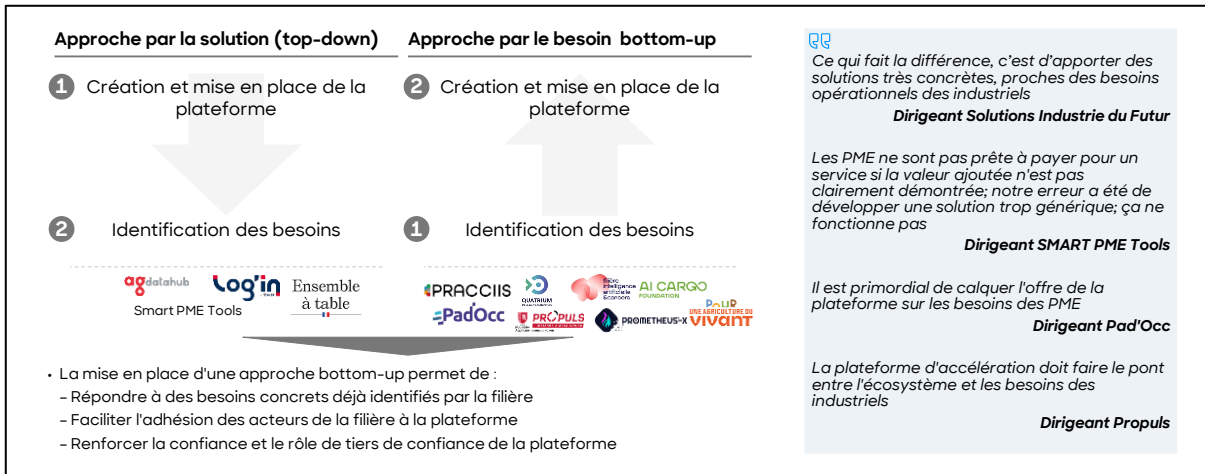 Approche par la solution (top-down)
1 Création et mise en place de la
plateforme
2 Identification des besoins
agdatahub
Log'in
Ensemble
à table
Smart PME Tools
Approche par le besoin bottom-up
2 Création et mise en place de la
plateforme
1 Identification des besoins
PRACCIIS
QUATRIUM
filière
intelligence
artificielle
&cancers
AI CARGO
FOUNDATION
PadOcc
PROPULS
PROMETHEUS-X
POUR
UNE AGRICULTURE DU
VIVANT
• La mise en place d'une approche bottom-up permet de :
– Répondre à des besoins concrets déjà identifiés par la filière
– Faciliter l'adhésion des acteurs de la filière à la plateforme
– Renforcer la confiance et le rôle de tiers de confiance de la plateforme
Ce qui fait la différence, c'est d'apporter des
solutions très concrètes, proches des besoins
opérationnels des industriels
Dirigeant Solutions Industrie du Futur
Les PME ne sont pas prête à payer pour un
service si la valeur ajoutée n'est pas
clairement démontrée; notre erreur a été de
développer une solution trop générique; ça ne
fonctionne pas
Dirigeant SMART PME Tools
Il est primordial de calquer l'offre de la
plateforme sur les besoins des PME
Dirigeant Pad'Occ
La plateforme d'accélération doit faire le pont
entre l'écosystème et les besoins des
industriels
Dirigeant Propuls